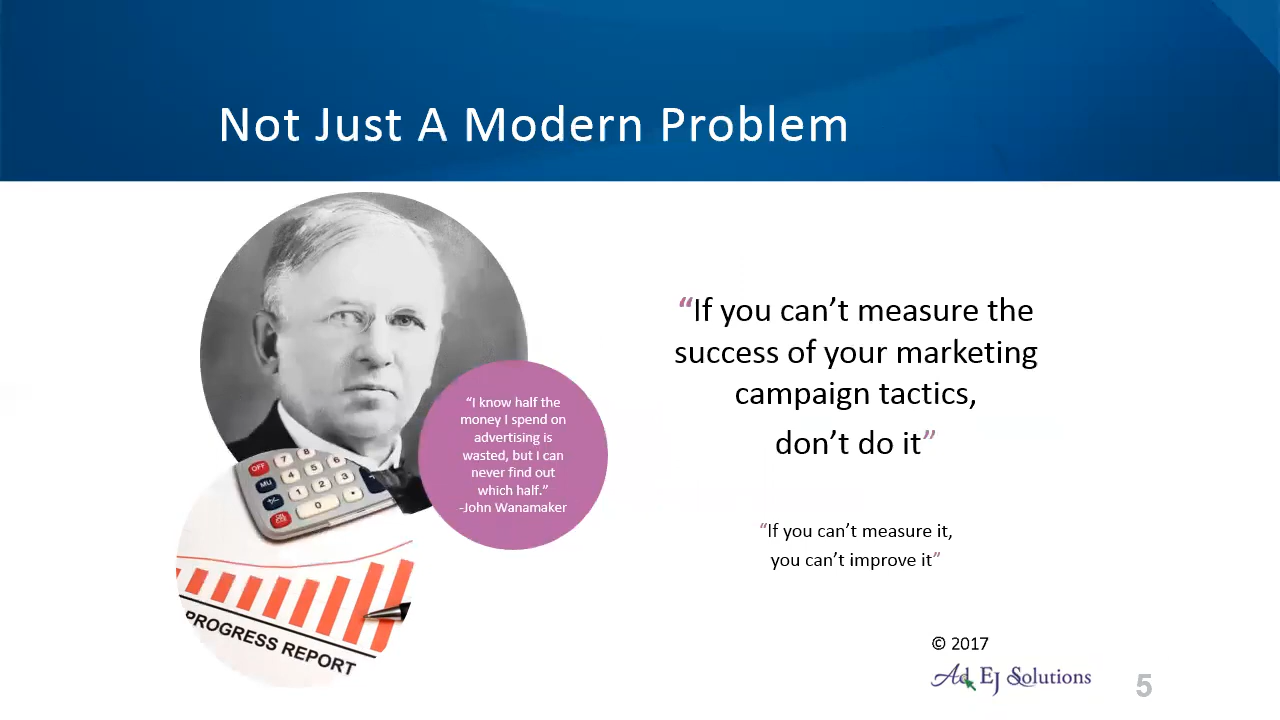 Not Just A Modern Problem
“I know half the
money I spend on
advertising is
wasted, but I can
never find out
which half.”
-John Wanamaker
“If you can’t measure the
success of your marketing
campaign tactics,
don’t do it”
“If you can’t measure it,
you can’t improve it”
OFF
7
8
MU
4
5
6
+/-
1
2
3
0
•
PROGRESS REPORT
© 2017
Ad EJ Solutions
5